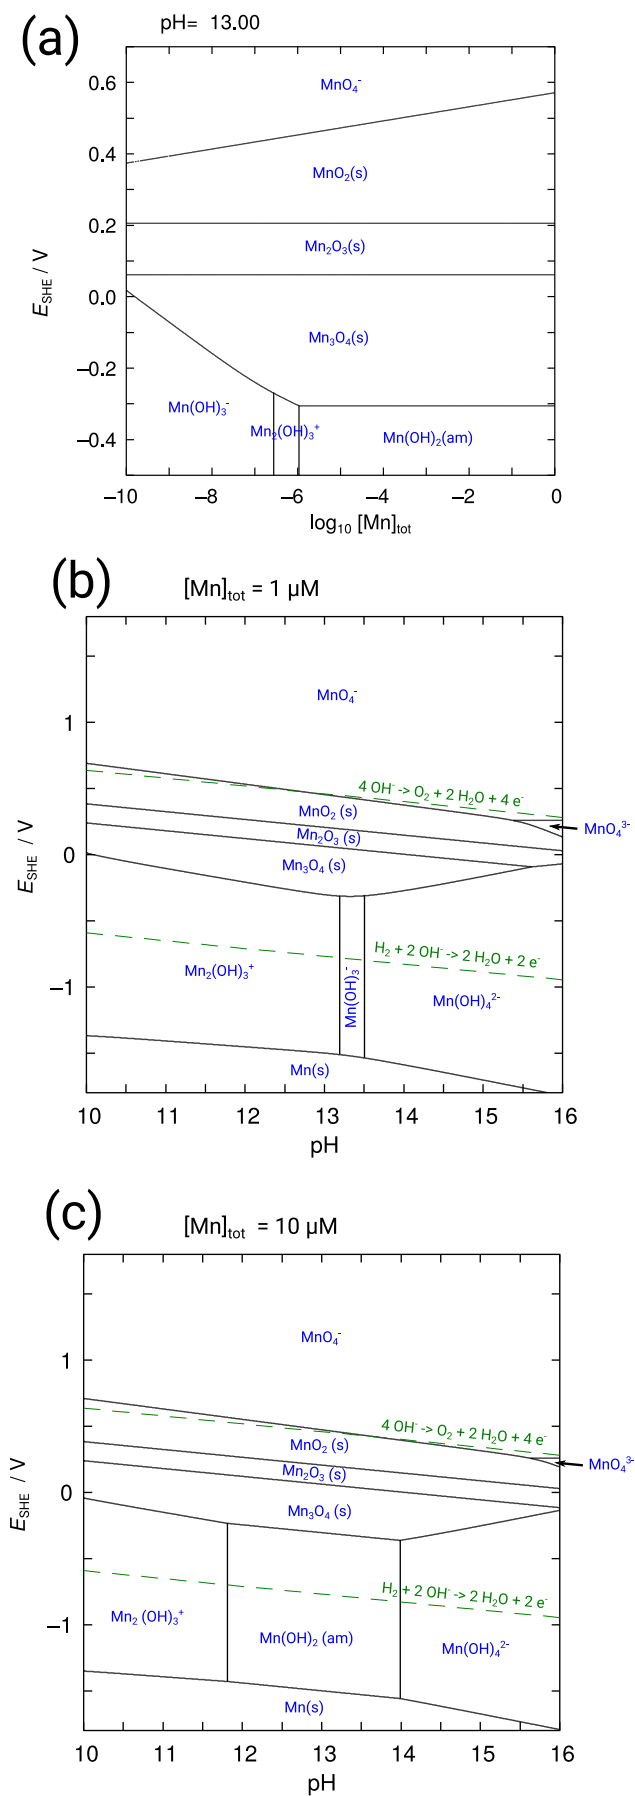 (a)
pH= 13.00
MnO₄⁻
MnO₂(s)
Mn₂O₃(s)
Mn₃O₄(s)
Mn(OH)₃⁻
Mn₂(OH)₃⁺
Mn(OH)₂(am)
E_SHE / V
0.6
0.4
0.2
0.0
−0.2
−0.4
−10
−8
−6
−4
−2
0
log₁₀ [Mn]tot
(b)
[Mn]tot = 1 µM
MnO₄⁻
4 OH⁻-> O₂ + 2 H₂O + 4 e⁻
MnO₂ (s)
MnO₄³⁻
Mn₂O₃ (s)
Mn₃O₄ (s)
H₂ + 2 OH⁻-> 2 H₂O + 2 e⁻
Mn₂(OH)₃⁺
Mn(OH)₃⁻
Mn(OH)₄²⁻
Mn(s)
E_SHE / V
1
0
−1
10
11
12
13
14
15
16
pH
(c)
[Mn]tot = 10 µM
MnO₄⁻
4 OH⁻-> O₂ + 2 H₂O + 4 e⁻
MnO₂ (s)
MnO₄³⁻
Mn₂O₃ (s)
Mn₃O₄ (s)
H₂ + 2 OH⁻-> 2 H₂O + 2 e⁻
Mn₂ (OH)₃⁺
Mn(OH)₂ (am)
Mn(OH)₄²⁻
Mn(s)
E_SHE / V
1
0
−1
10
11
12
13
14
15
16
pH